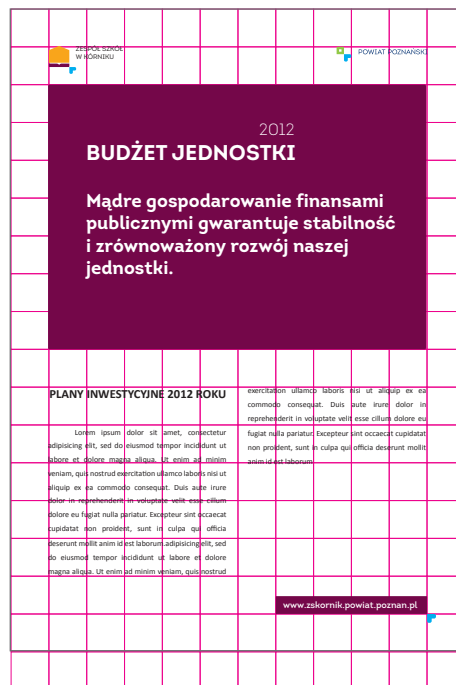 ZESPÓŁ SZKÓŁ
W KÓRNIKU
POWIAT POZNAŃSKI
2012
BUDŻET JEDNOSTKI
Mądre gospodarowanie finansami
publicznymi gwarantuje stabilność
i zrównoważony rozwój naszej
jednostki.
PLANY INWESTYCYJNE 2012 ROKU
Lorem ipsum dolor sit amet, consectetur
adipisicing elit, sed do eiusmod tempor incididunt ut
labore et dolore magna aliqua. Ut enim ad minim
veniam, quis nostrud exercitation ullamco laboris nisi ut
aliquip ex ea commodo consequat. Duis aute irure
dolor in reprehenderit in voluptate velit esse cillum
dolore eu fugiat nulla pariatur. Excepteur sint occaecat
cupidatat non proident, sunt in culpa qui officia
deserunt mollit anim id est laborum.adipisicing elit, sed
do eiusmod tempor incididunt ut labore et dolore
magna aliqua. Ut enim ad minim veniam, quis nostrud
exercitation ullamco laboris nisi ut aliquip ex ea
commodo consequat. Duis aute irure dolor in
reprehenderit in voluptate velit esse cillum dolore eu
fugiat nulla pariatur. Excepteur sint occaecat cupidatat
non proident, sunt in culpa qui officia deserunt mollit
anim id est laborum
www.zskornik.powiat.poznan.pl